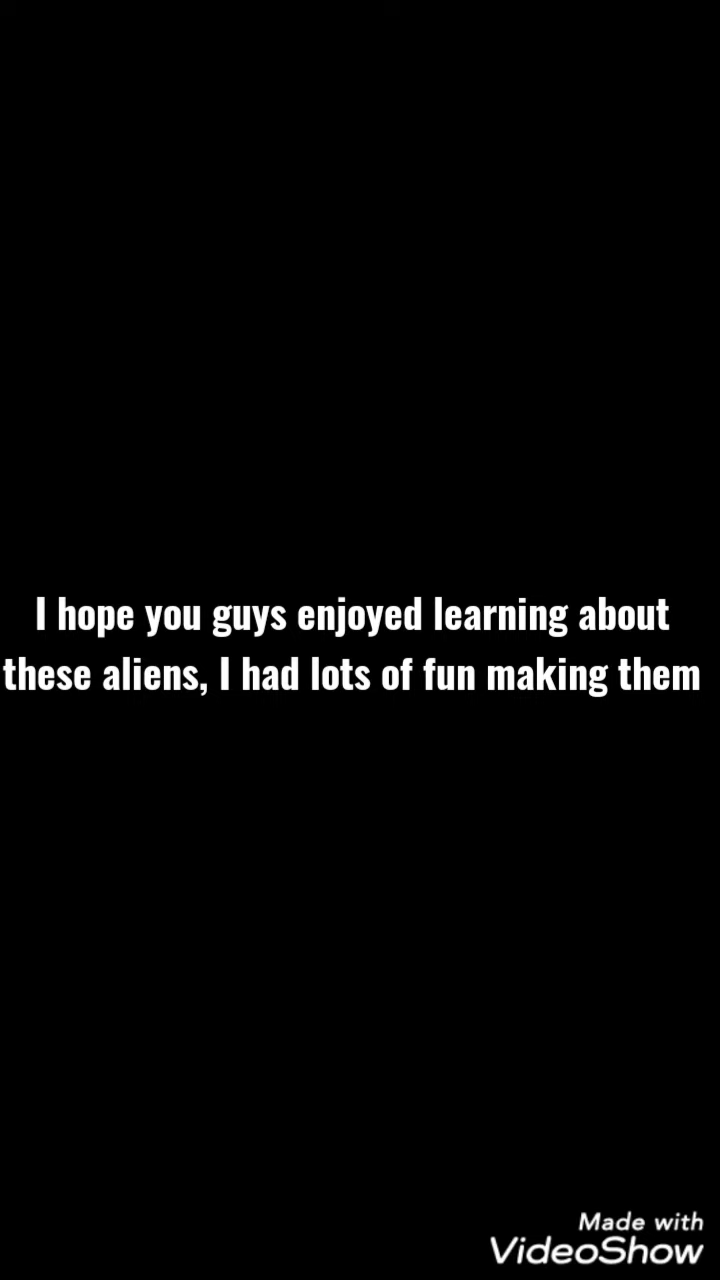 I hope you guys enjoyed learning about
these aliens, I had lots of fun making them
Made with
VideoShow